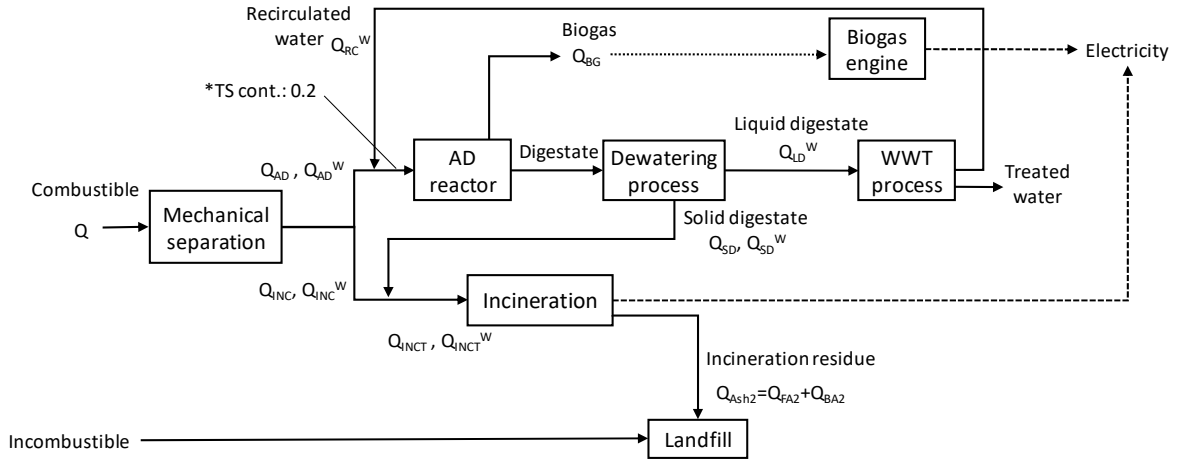 Recirculated
water Q_RC^W
Biogas
Q_BG
Biogas
engine
Electricity
*TS cont.: 0.2
Liquid digestate
Q_LD^W
Q_AD , Q_AD^W
AD
reactor
Digestate
Dewatering
process
WWT
process
Treated
water
Combustible
Q
Mechanical
separation
Solid digestate
Q_SD, Q_SD^W
Q_INC, Q_INC^W
Incineration
Q_INCT , Q_INCT^W
Incineration residue
Q_Ash2=Q_FA2+Q_BA2
Incombustible
Landfill